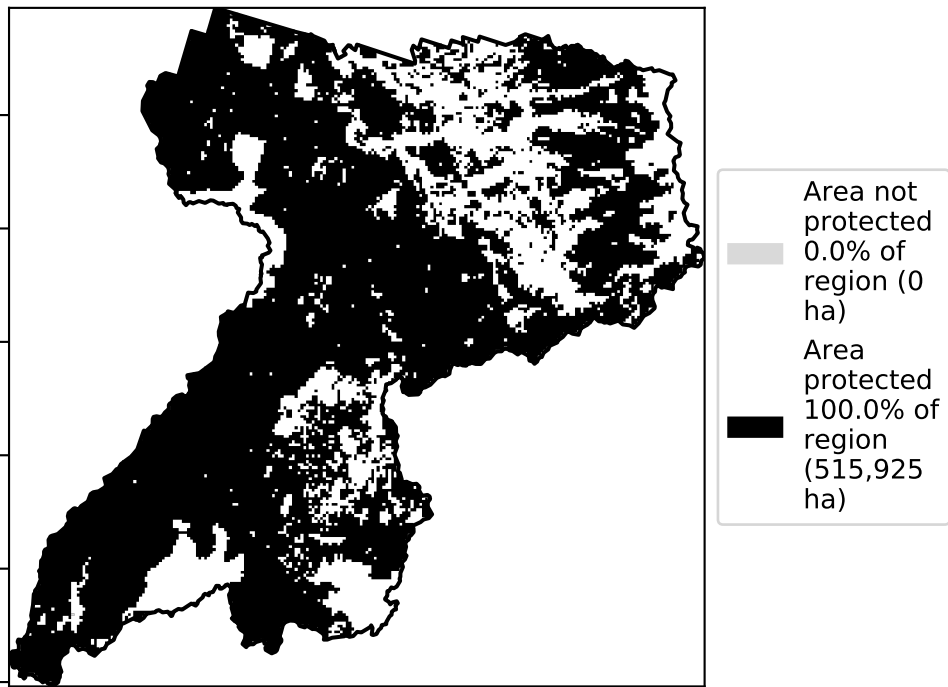 Area not
protected
0.0% of
region (0
ha)
Area
protected
100.0% of
region
(515,925
ha)